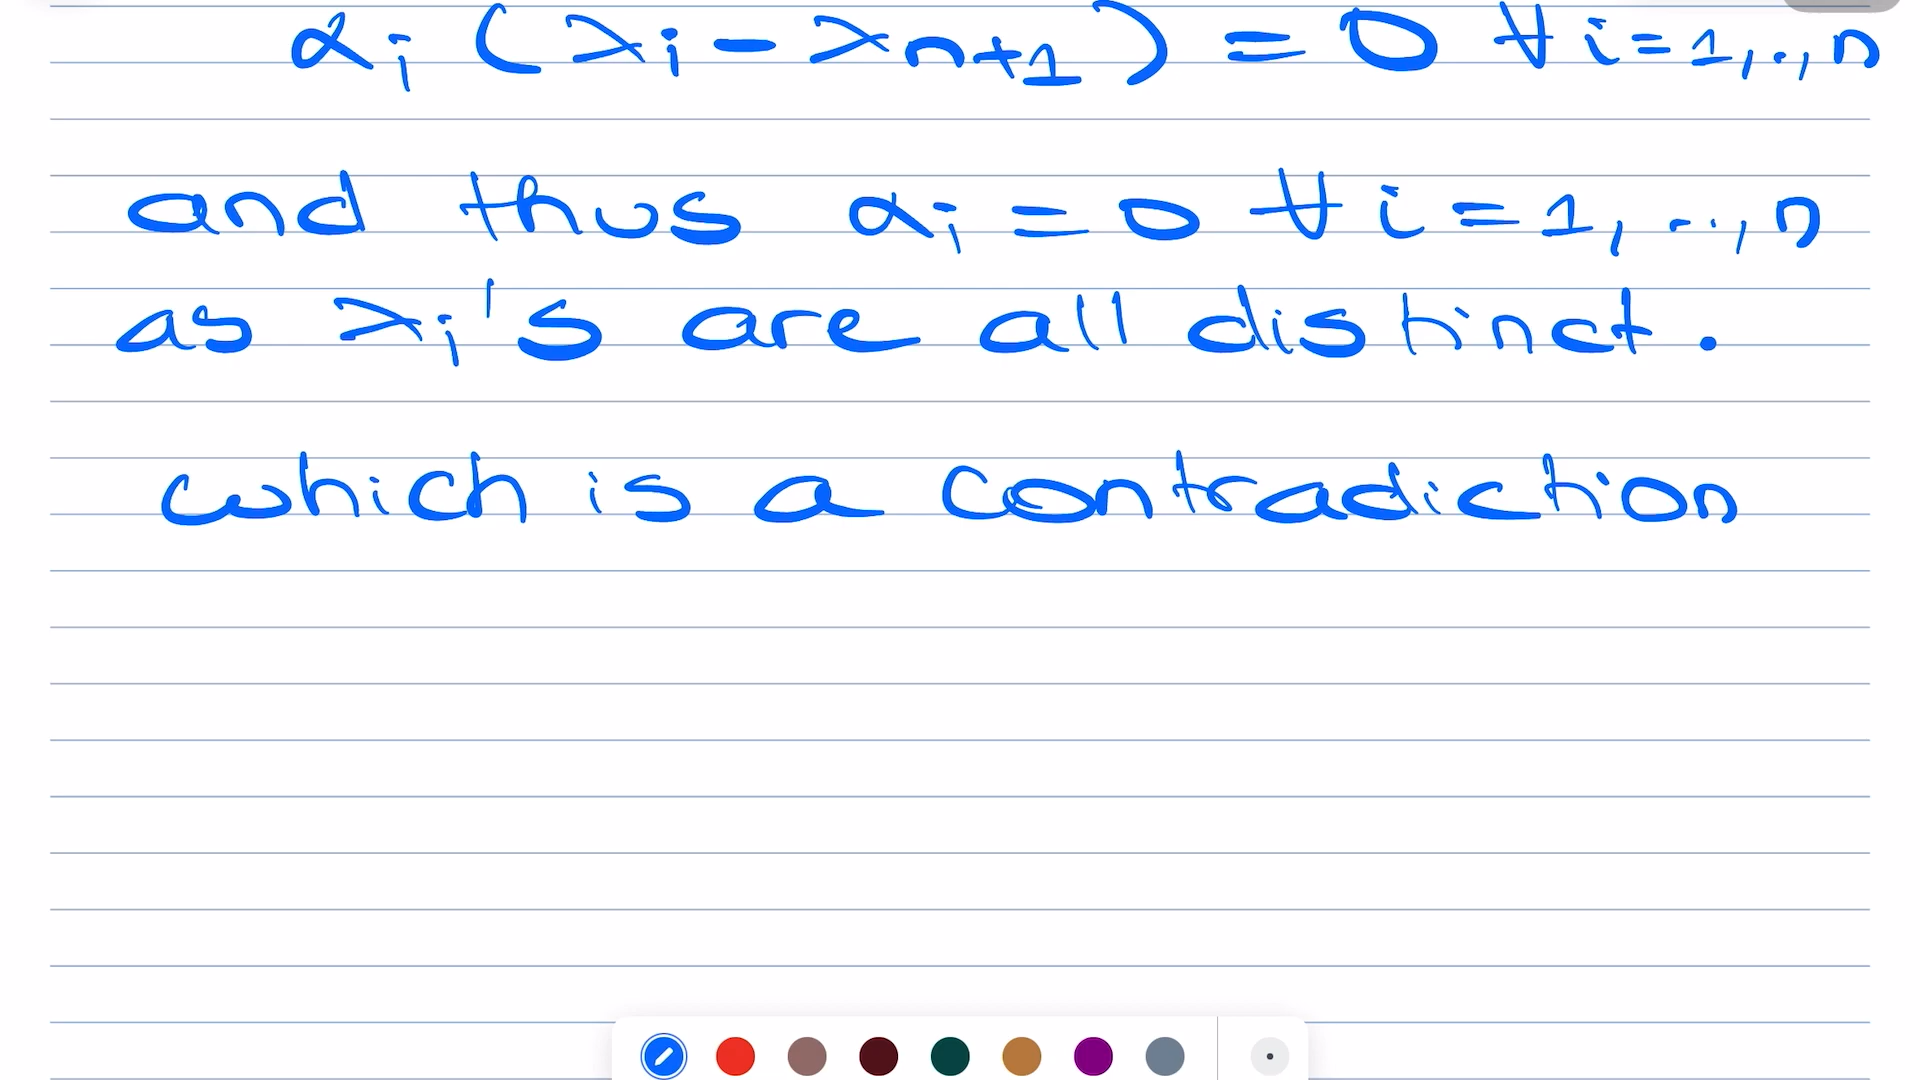 αᵢ (λᵢ - λₙ₊₁) = 0 ∀ i = 1, .., n
and thus αᵢ = 0 ∀ i = 1, ..., n
as λᵢ's are all distinct.
which is a contradiction